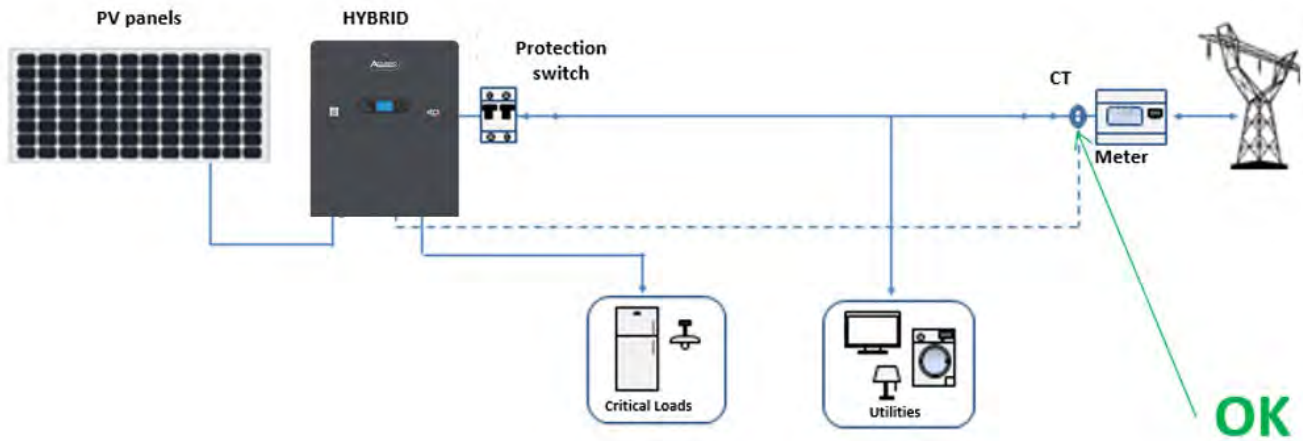 PV panels
HYBRID
Protection
switch
CT
Meter
Critical Loads
Utilities
OK